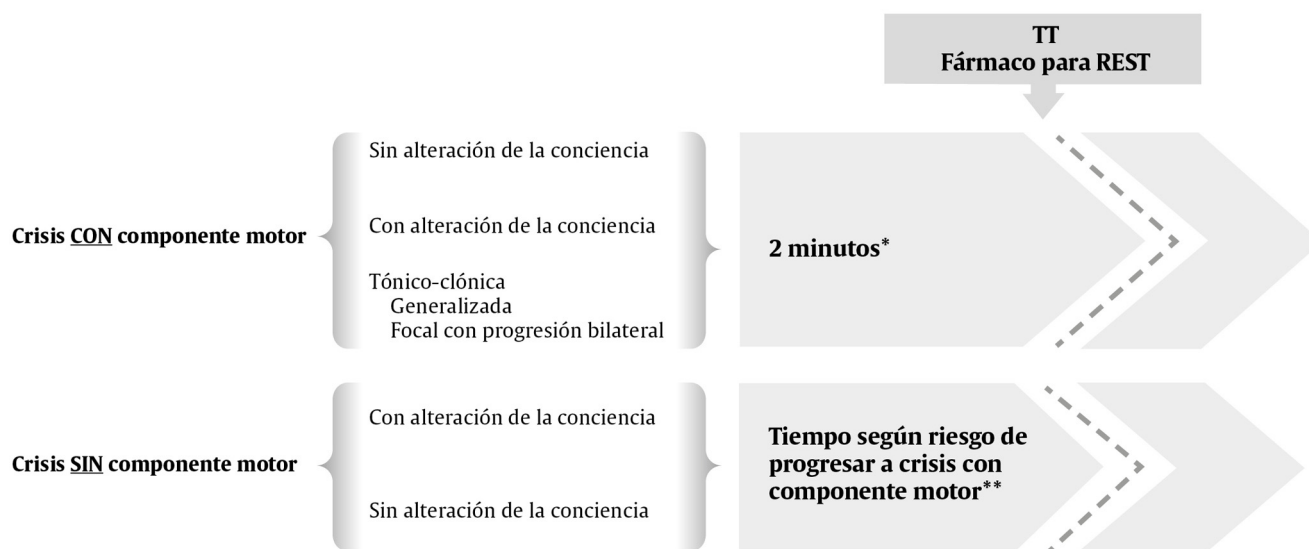 TT
Fármaco para REST
Crisis CON componente motor
Sin alteración de la conciencia
Con alteración de la conciencia
Tónico-clónica
Generalizada
Focal con progresión bilateral
2 minutos*
Crisis SIN componente motor
Con alteración de la conciencia
Sin alteración de la conciencia
Tiempo según riesgo de
progresar a crisis con
componente motor**